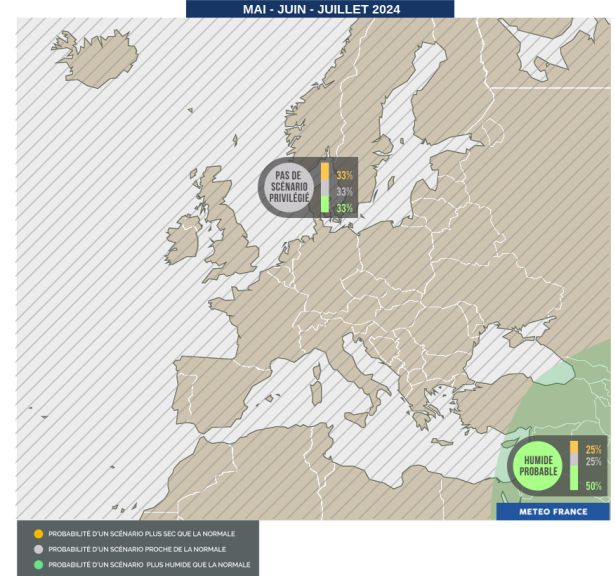 MAI - JUIN - JUILLET 2024
PAS DE
SCÉNARIO
PRIVILÉGIÉ
33%
33%
33%
HUMIDE
PROBABLE
25%
25%
50%
METEO FRANCE
PROBABILITÉ D'UN SCÉNARIO PLUS SEC QUE LA NORMALE
PROBABILITÉ D'UN SCÉNARIO PROCHE DE LA NORMALE
PROBABILITÉ D'UN SCÉNARIO PLUS HUMIDE QUE LA NORMALE